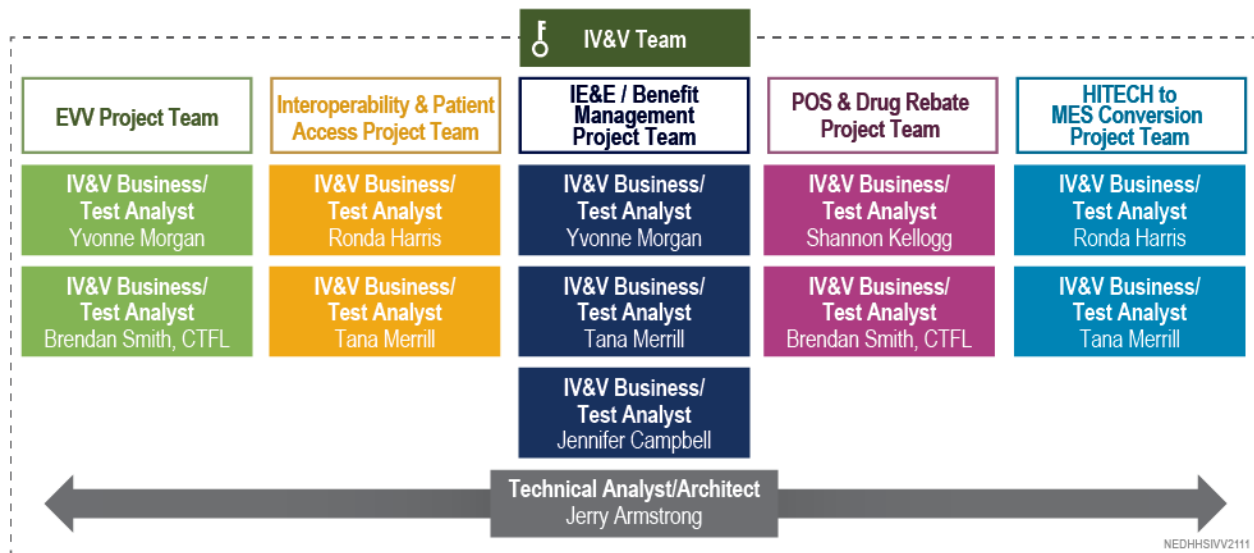 IV&V Team
EVV Project Team
Interoperability & Patient
Access Project Team
IE&E / Benefit
Management
Project Team
POS & Drug Rebate
Project Team
HITECH to
MES Conversion
Project Team
IV&V Business/
Test Analyst
Yvonne Morgan
IV&V Business/
Test Analyst
Ronda Harris
IV&V Business/
Test Analyst
Yvonne Morgan
IV&V Business/
Test Analyst
Shannon Kellogg
IV&V Business/
Test Analyst
Ronda Harris
IV&V Business/
Test Analyst
Brendan Smith, CTFL
IV&V Business/
Test Analyst
Tana Merrill
IV&V Business/
Test Analyst
Tana Merrill
IV&V Business/
Test Analyst
Brendan Smith, CTFL
IV&V Business/
Test Analyst
Tana Merrill
IV&V Business/
Test Analyst
Jennifer Campbell
Technical Analyst/Architect
Jerry Armstrong
NEDHHSIVV2111